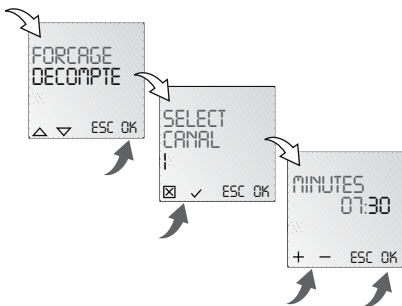 FORCAGE
DECOMPTE
ESC OK
SELECT
CANAL
1
ESC OK
MINUTES
07:30
+ - ESC OK